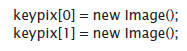 keypix[0] = new Image();
keypix[1] = new Image();